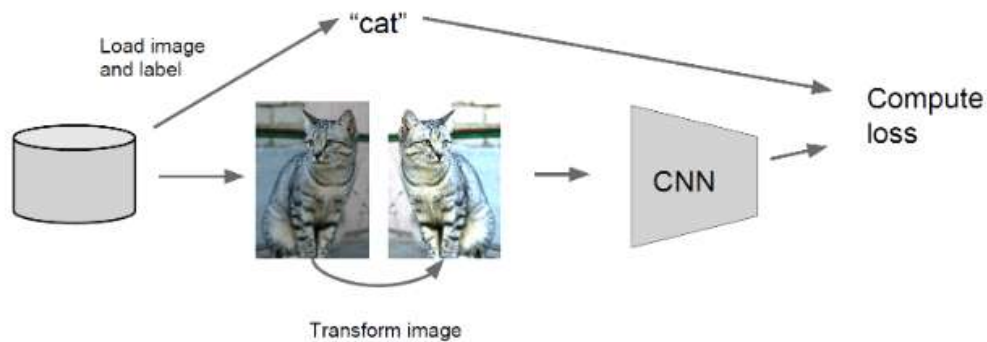 “cat”
Load image
and label
Compute
loss
CNN
Transform image